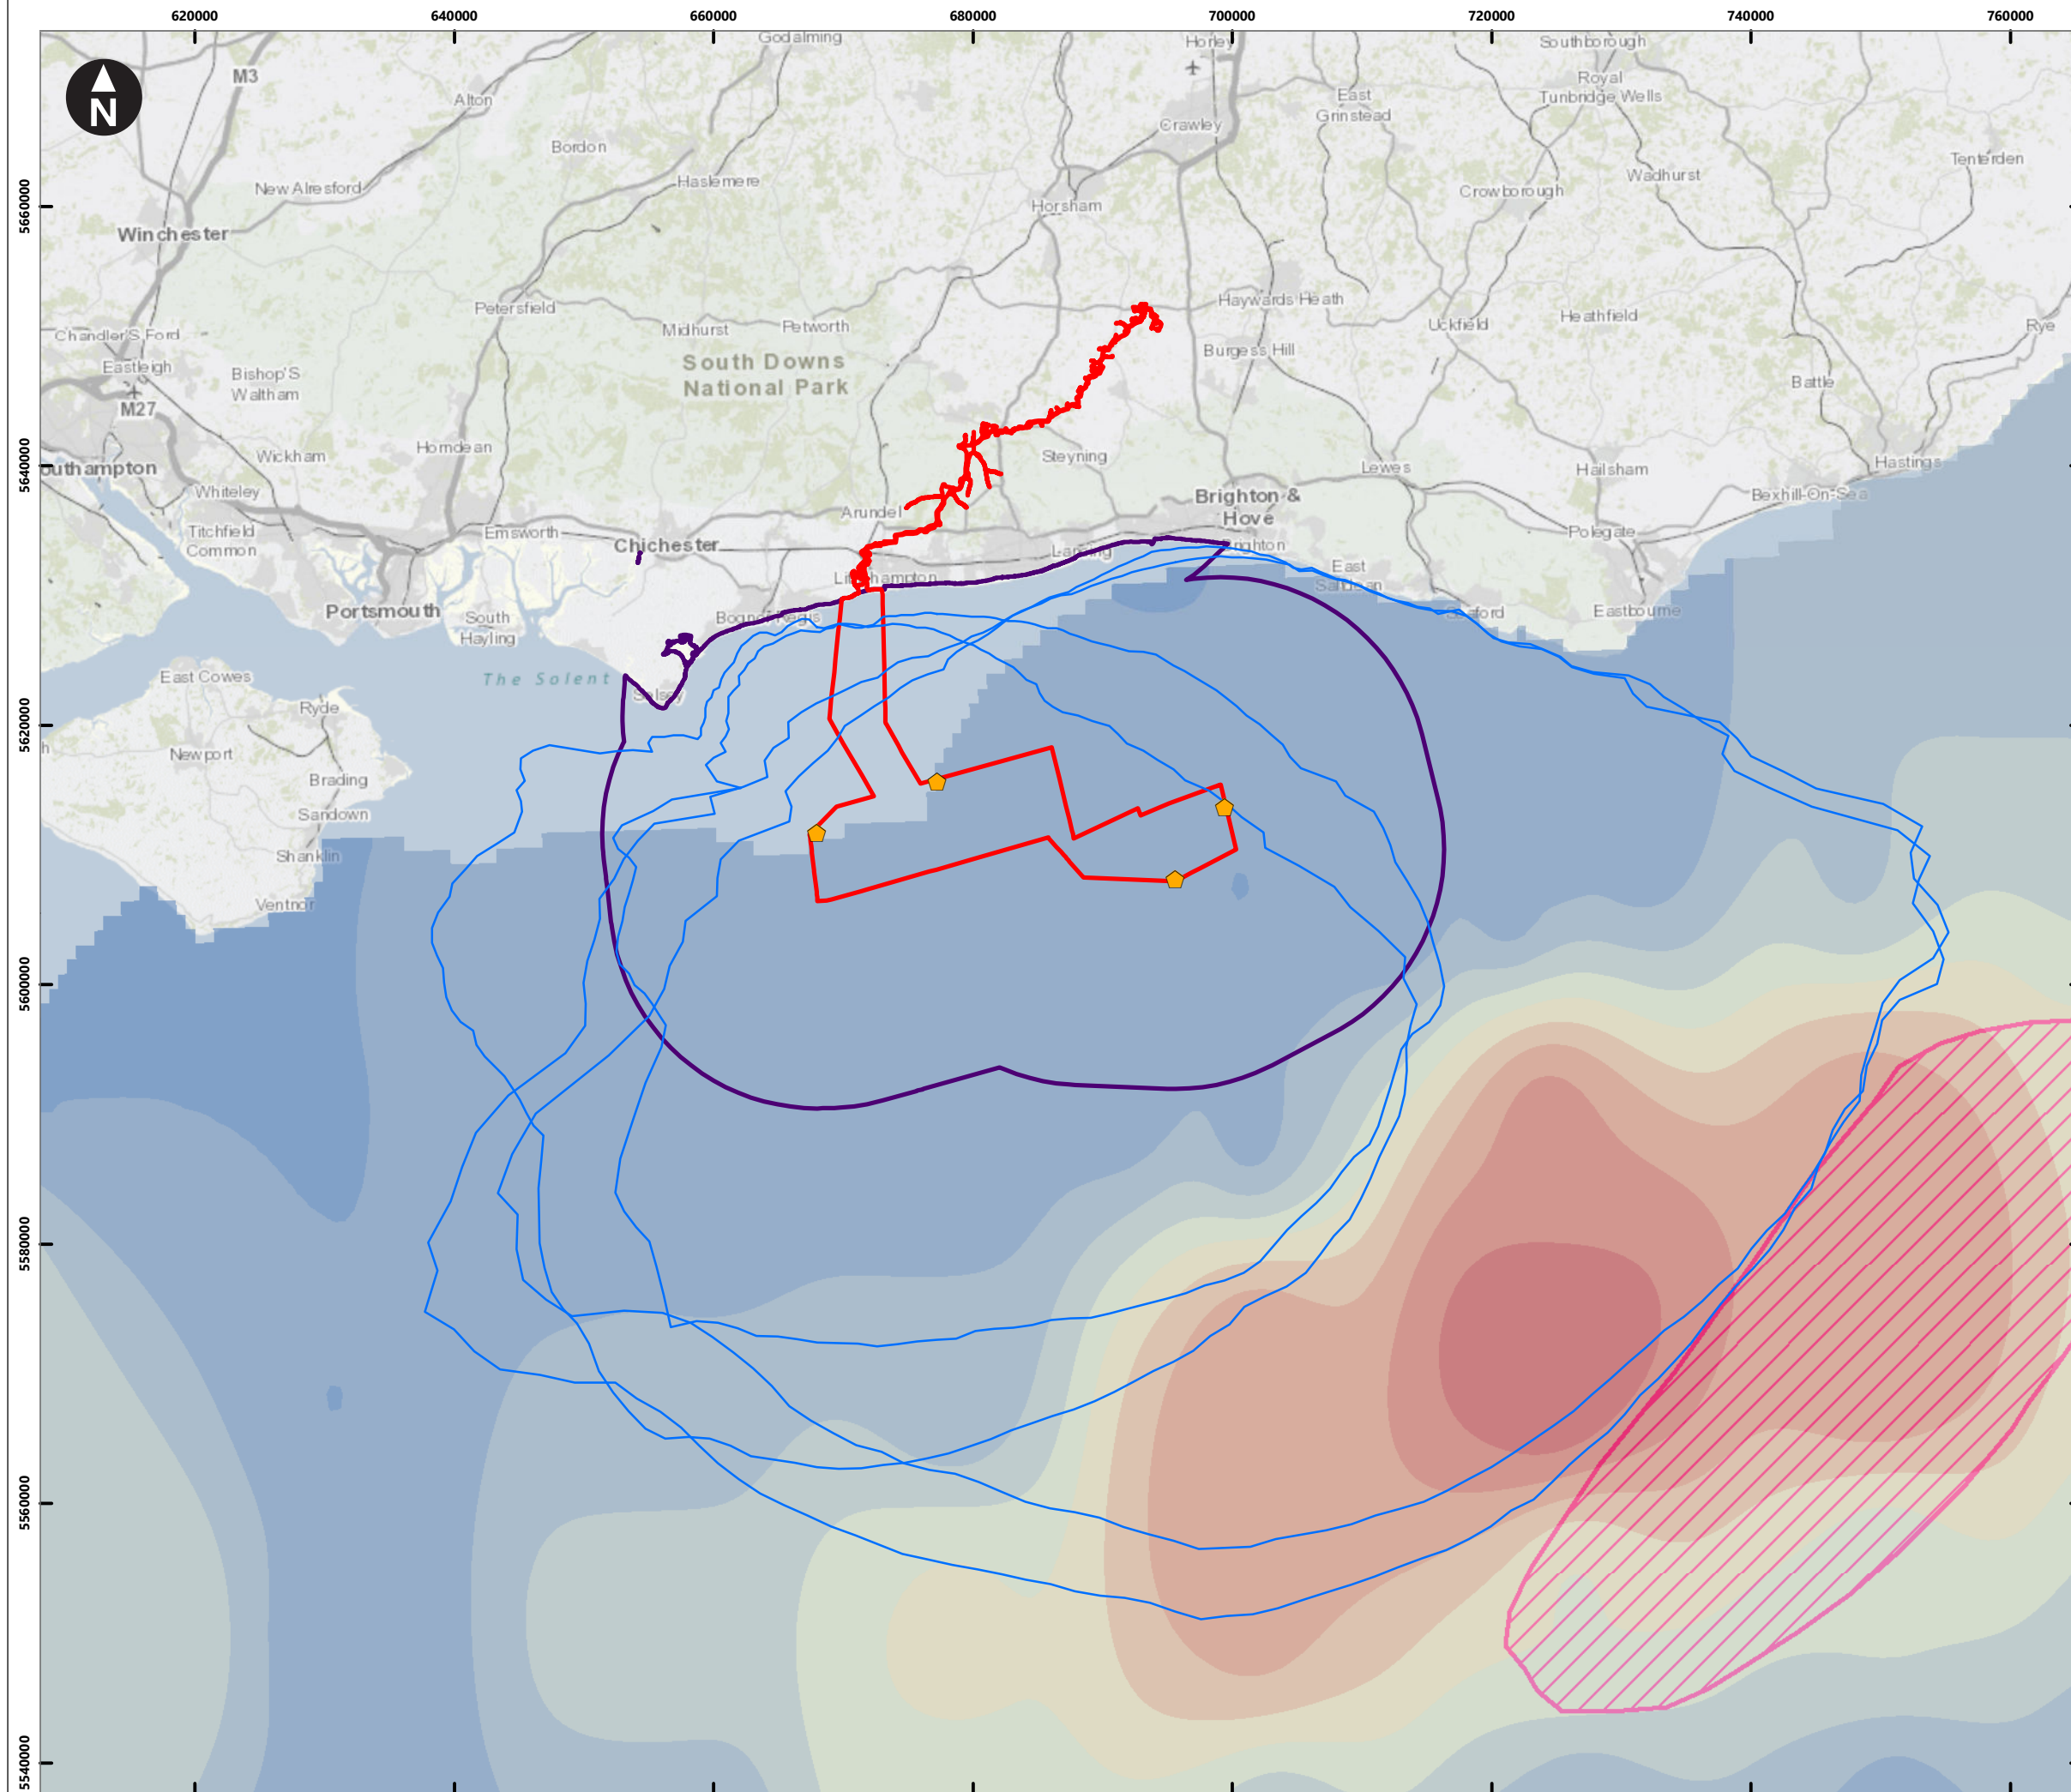 620000
640000
660000
680000
700000
720000
740000
760000
N
M3
Godalming
Horley
Southborough
Royal
Tunbridge Wells
Alton
East
Grinstead
Crawley
Bordon
Tenterden
New Alresford
Haslemere
Wadhurst
Crowborough
Horsham
5660000
Winchester
Petersfield
Haywards Heath
Heathfield
Uckfield
Rye
Chandler'S Ford
Midhurst
Petworth
Eastleigh
South Downs
National Park
Burgess Hill
Bishop'S
Waltham
Battle
M27
Horndean
Wickham
Steyning
Lewes
Hailsham
Hastings
5640000
outhampton
Whiteley
Brighton &
Hove
Bexhill-On-Sea
Arundel
Titchfield
Common
Emsworth
Chichester
Polegate
Brighton
Lancing
East
Portsmouth
South
Hayling
Bognor Regis
Seaford
Eastbourne
East Cowes
The Solent
Selsey
Ryde
5620000
h
Newport
Brading
Sandown
Shanklin
Ventnor
5600000
5580000
5560000
5540000